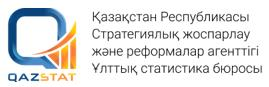 Қазақстан Республикасы
Стратегиялық жоспарлау
және реформалар агенттігі
Ұлттық статистика бюросы
QAZSTAT